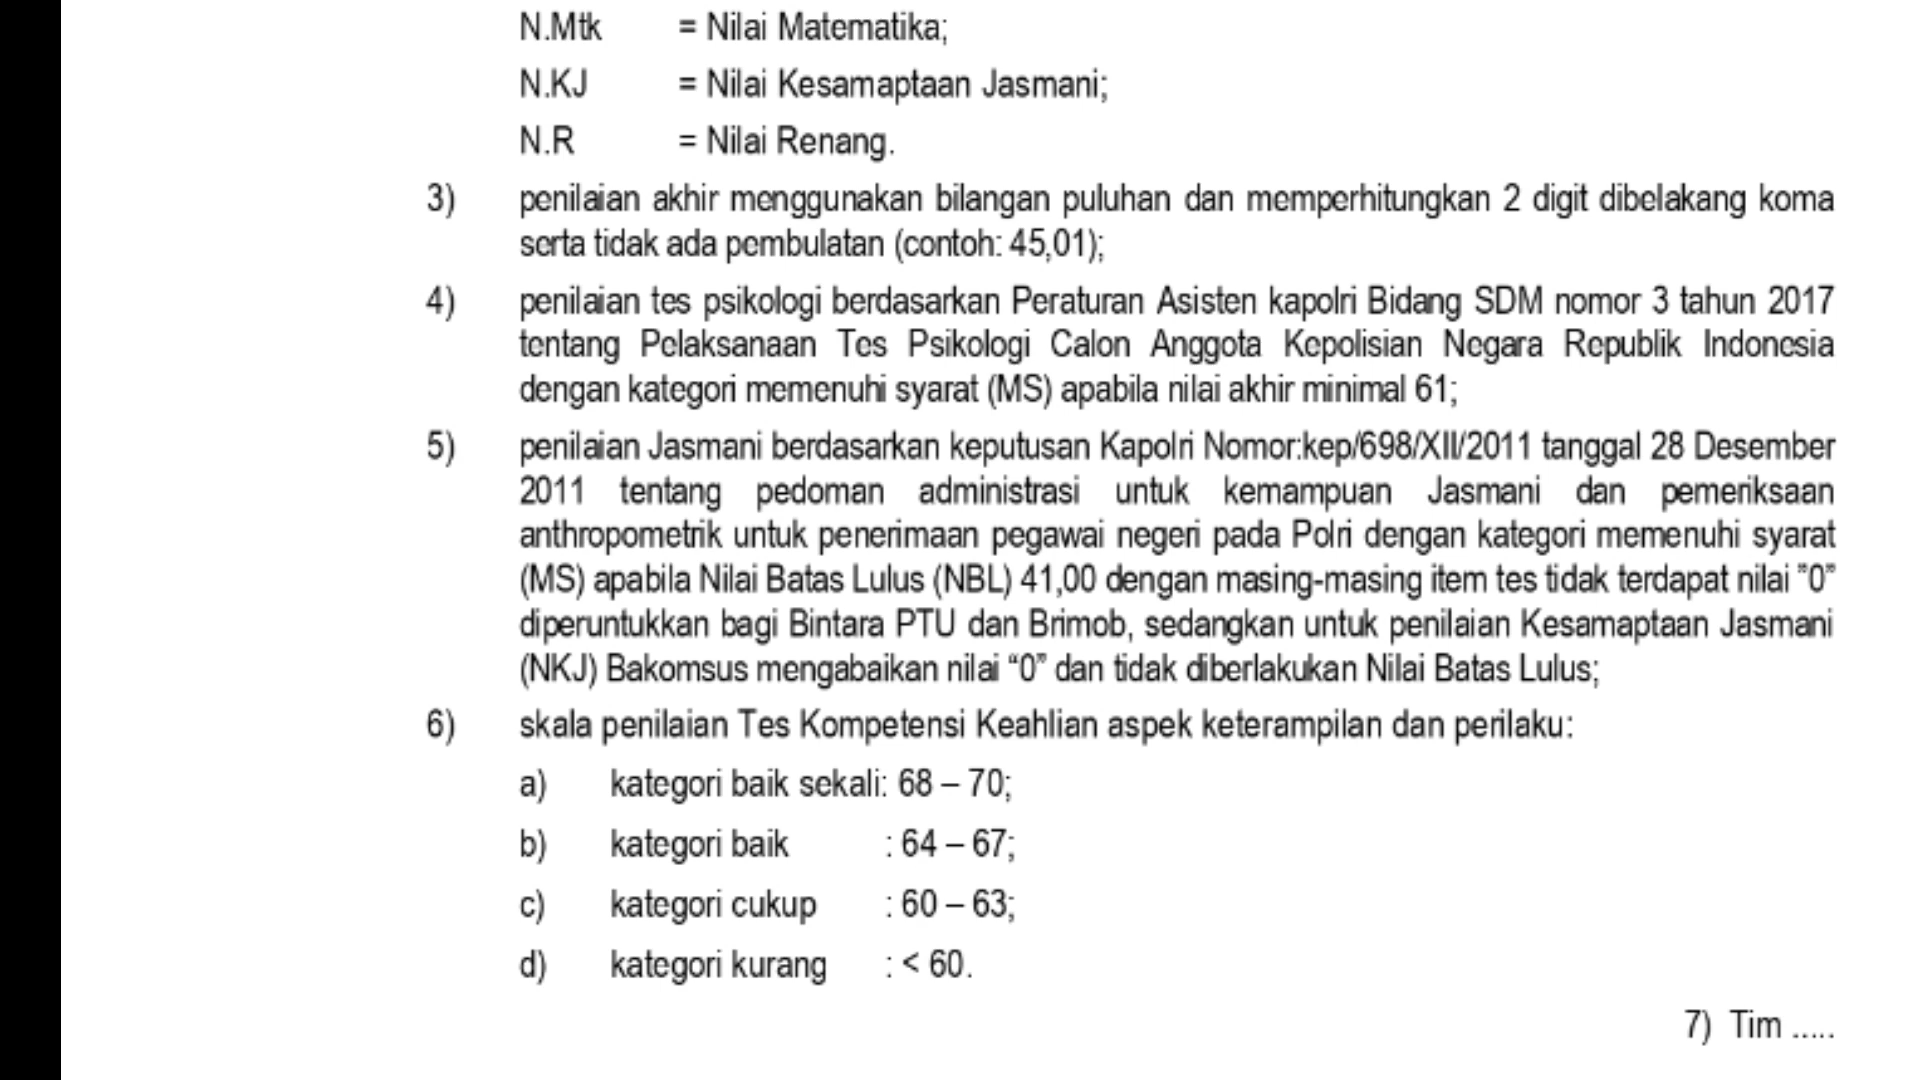 N.Mtk = Nilai Matematika;
N.KJ = Nilai Kesamaptaan Jasmani;
N.R = Nilai Renang.
3) penilaian akhir menggunakan bilangan puluhan dan memperhitungkan 2 digit dibelakang koma
serta tidak ada pembulatan (contoh: 45,01);
4) penilaian tes psikologi berdasarkan Peraturan Asisten kapolri Bidang SDM nomor 3 tahun 2017
tentang Pelaksanaan Tes Psikologi Calon Anggota Kepolisian Negara Republik Indonesia
dengan kategori memenuhi syarat (MS) apabila nilai akhir minimal 61;
5) penilaian Jasmani berdasarkan keputusan Kapolri Nomor:kep/698/XII/2011 tanggal 28 Desember
2011 tentang pedoman administrasi untuk kemampuan Jasmani dan pemeriksaan
anthropometrik untuk penerimaan pegawai negeri pada Polri dengan kategori memenuhi syarat
(MS) apabila Nilai Batas Lulus (NBL) 41,00 dengan masing-masing item tes tidak terdapat nilai ”0”
diperuntukkan bagi Bintara PTU dan Brimob, sedangkan untuk penilaian Kesamaptaan Jasmani
(NKJ) Bakomsus mengabaikan nilai “0” dan tidak diberlakukan Nilai Batas Lulus;
6) skala penilaian Tes Kompetensi Keahlian aspek keterampilan dan perilaku:
a) kategori baik sekali: 68 – 70;
b) kategori baik : 64 – 67;
c) kategori cukup : 60 – 63;
d) kategori kurang : < 60.
7) Tim .....